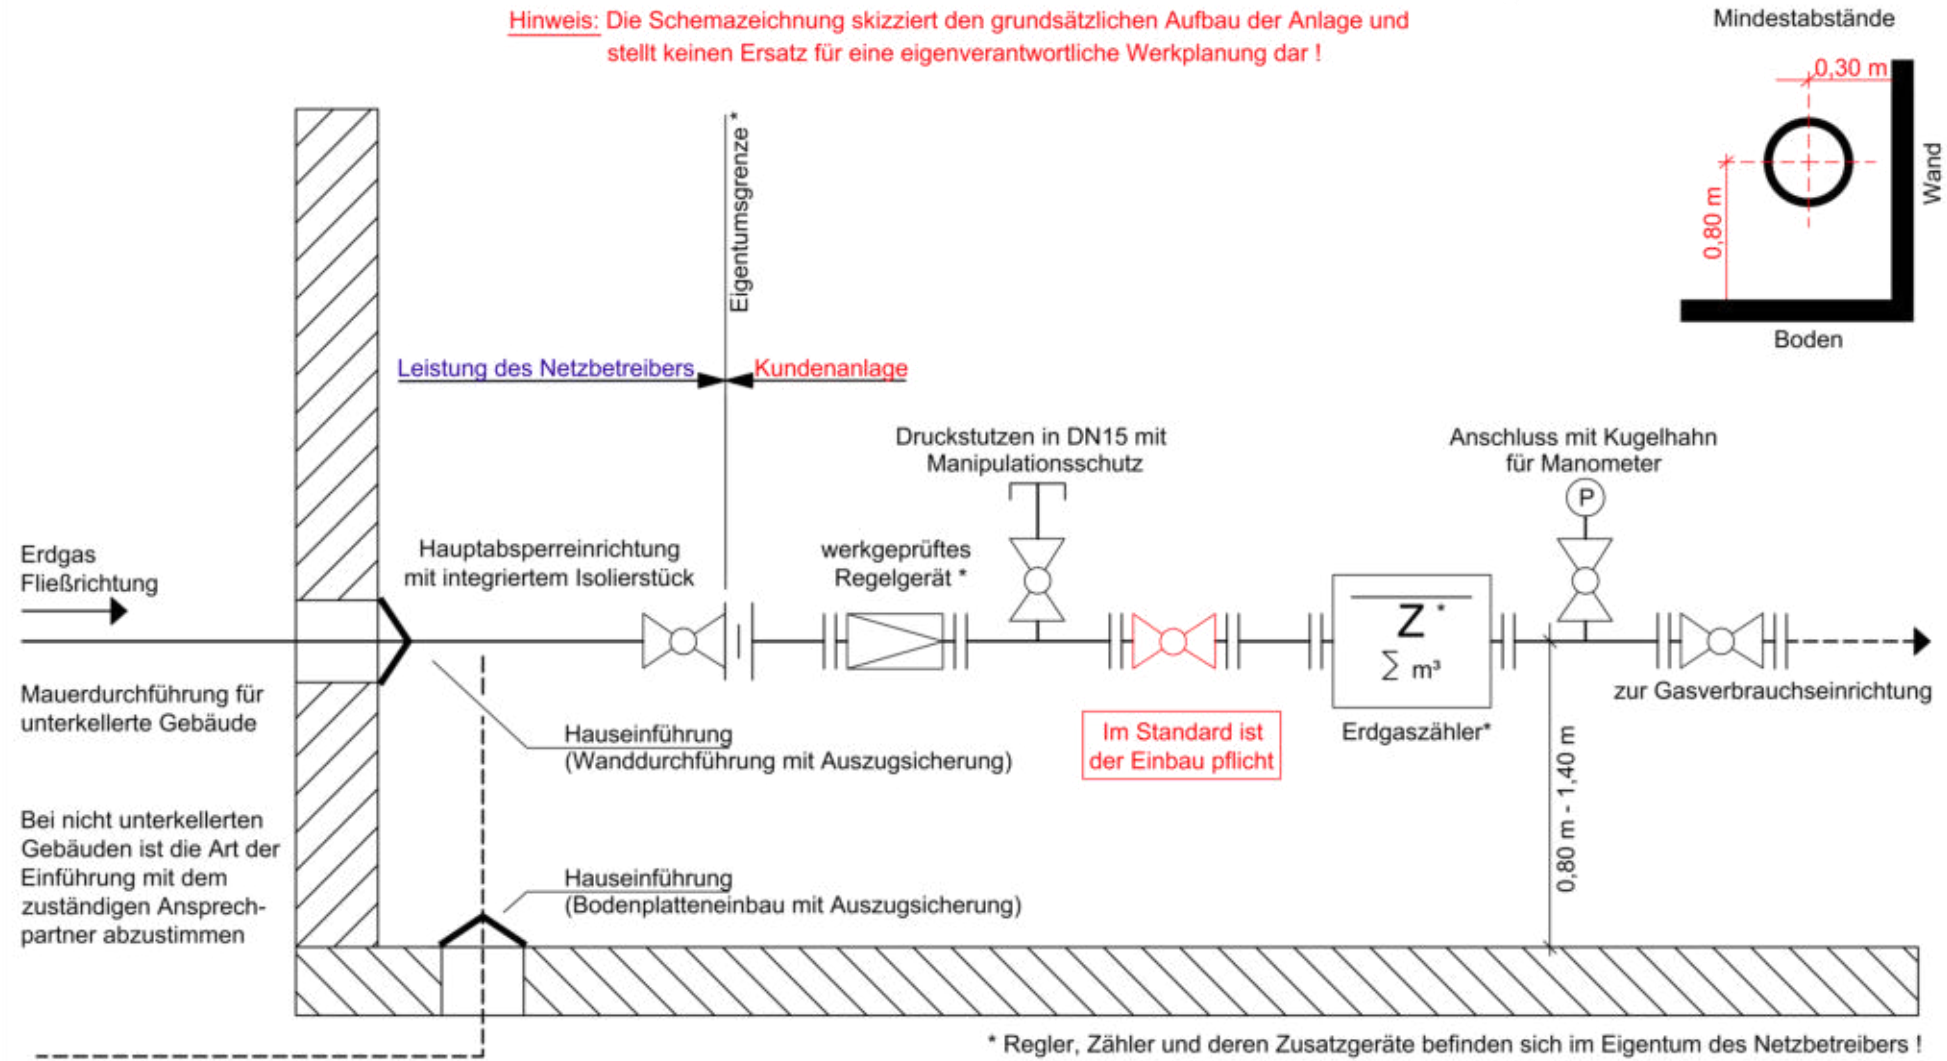 Hinweis: Die Schemazeichnung skizziert den grundsätzlichen Aufbau der Anlage und
stellt keinen Ersatz für eine eigenverantwortliche Werkplanung dar !
Mindestabstände
0,30 m
0,80 m
Wand
Boden
Eigentumsgrenze *
Leistung des Netzbetreibers
Kundenanlage
Druckstutzen in DN15 mit
Manipulationsschutz
Anschluss mit Kugelhahn
für Manometer
P
Erdgas
Fließrichtung
Hauptabsperreinrichtung
mit integriertem Isolierstück
werkgeprüftes
Regelgerät *
Z *
∑ m³
Erdgaszähler*
zur Gasverbrauchseinrichtung
Mauerdurchführung für
unterkellerte Gebäude
Hauseinführung
(Wanddurchführung mit Auszugsicherung)
Im Standard ist
der Einbau pflicht
0,80 m - 1,40 m
Bei nicht unterkellerten
Gebäuden ist die Art der
Einführung mit dem
zuständigen Ansprech-
partner abzustimmen
Hauseinführung
(Bodenplatteneinbau mit Auszugsicherung)
* Regler, Zähler und deren Zusatzgeräte befinden sich im Eigentum des Netzbetreibers !